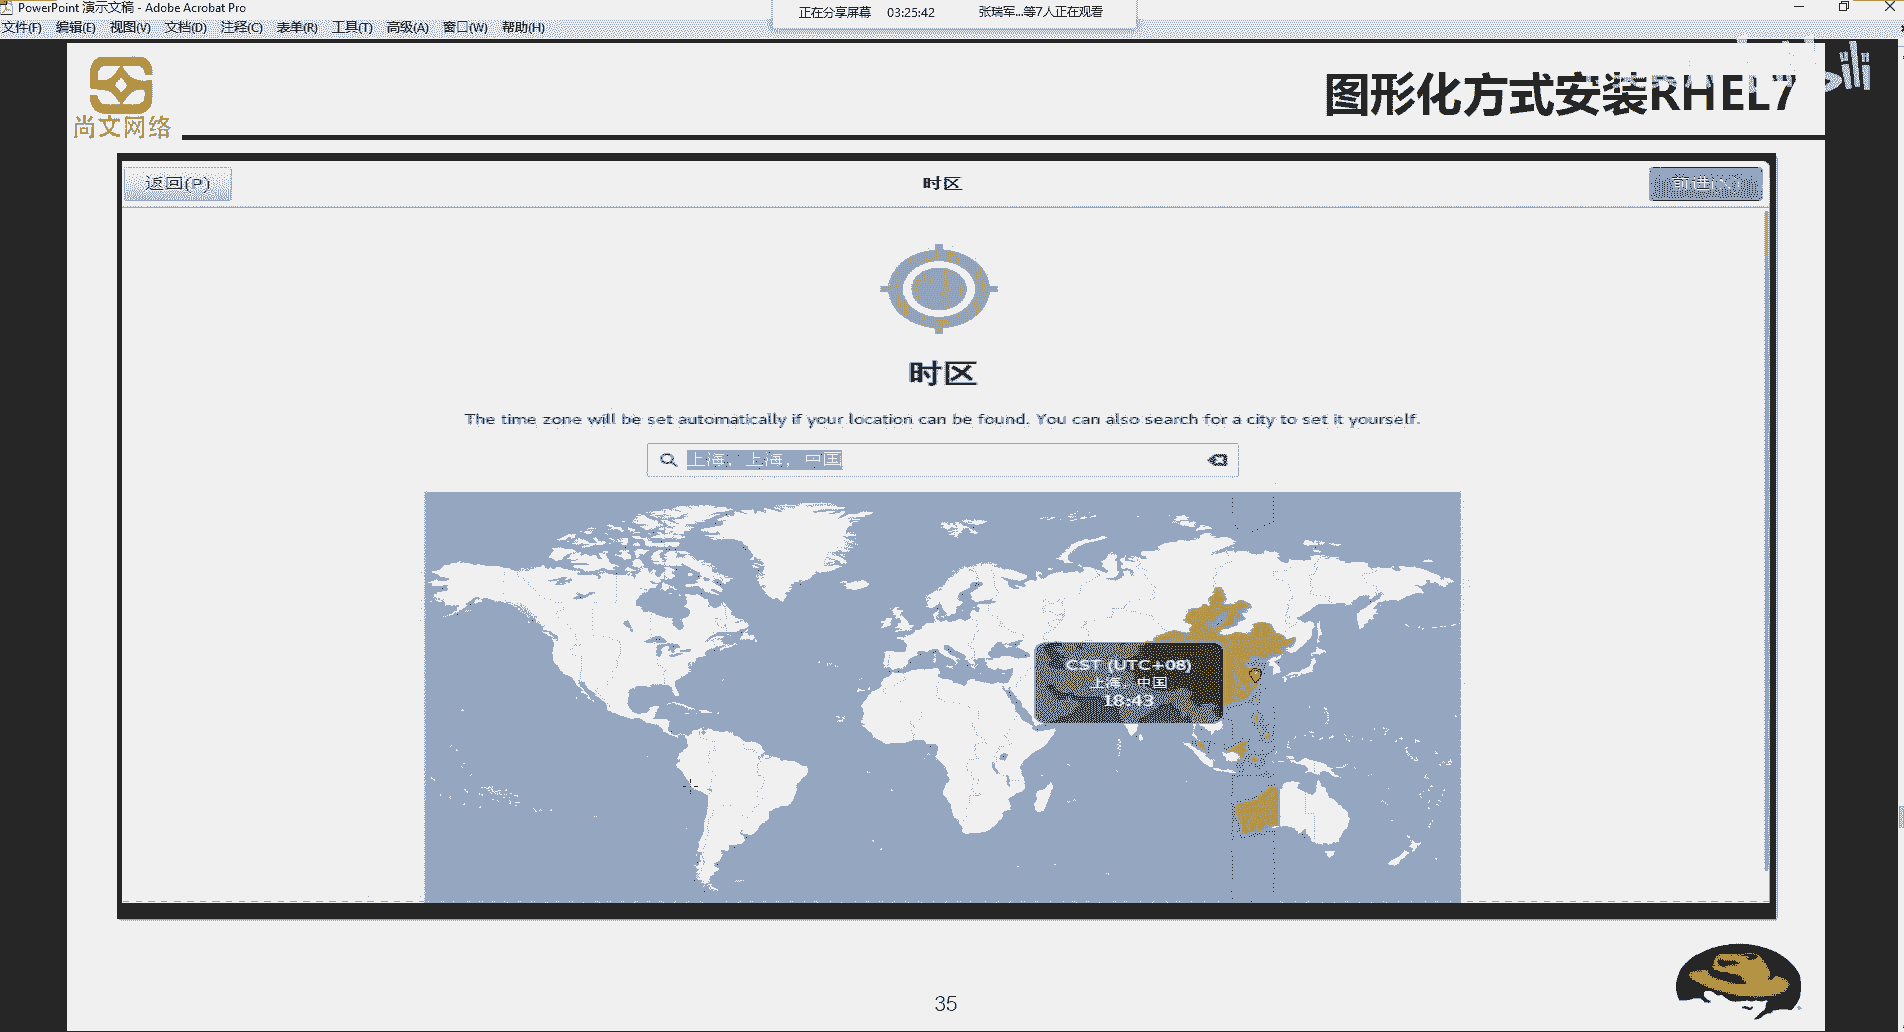 PowerPoint 演示文稿 - Adobe Acrobat Pro
正在分享屏幕 03:25:42 张瑞军...等7人正在观看
文件(F) 编辑(E) 视图(V) 文档(D) 注释(C) 表单(R) 工具(T) 高级(A) 窗口(W) 帮助(H)
尚文网络
图形化方式安装RHEL7
返回(P)
时区
前进(N)
时区
The time zone will be set automatically if your location can be found. You can also search for a city to set it yourself.
上海, 上海, 中国
CST (UTC+08)
上海, 中国
18:43
35